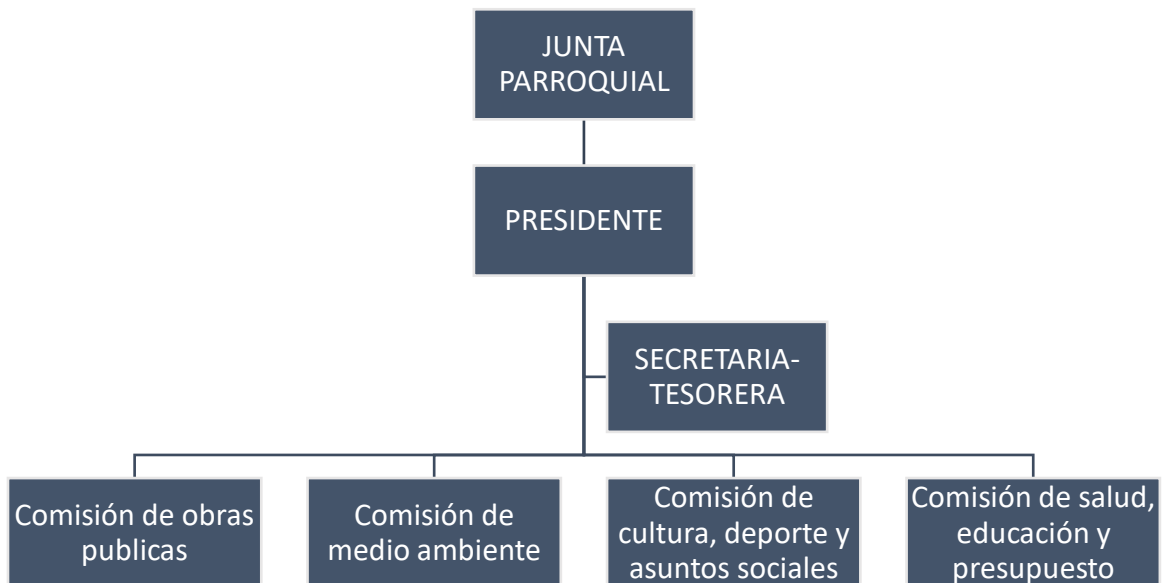 JUNTA
PARROQUIAL
PRESIDENTE
SECRETARIA-
TESORERA
Comisión de obras
publicas
Comisión de
medio ambiente
Comisión de
cultura, deporte y
asuntos sociales
Comisión de salud,
educación y
presupuesto